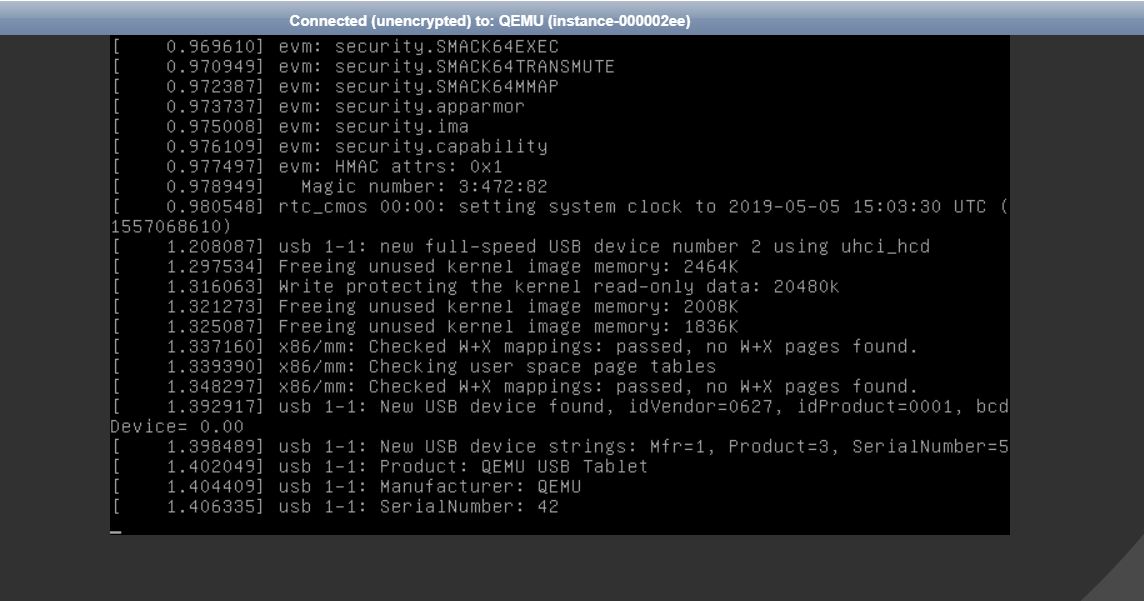 Connected (unencrypted) to: QEMU (instance-000002ee)
[    0.969610] evm: security.SMACK64EXEC
[    0.970949] evm: security.SMACK64TRANSMUTE
[    0.972387] evm: security.SMACK64MMAP
[    0.973737] evm: security.apparmor
[    0.975008] evm: security.ima
[    0.976109] evm: security.capability
[    0.977497] evm: HMAC attrs: 0x1
[    0.978949]   Magic number: 3:472:82
[    0.980548] rtc_cmos 00:00: setting system clock to 2019-05-05 15:03:30 UTC (
1557068610)
[    1.208087] usb 1-1: new full-speed USB device number 2 using uhci_hcd
[    1.297534] Freeing unused kernel image memory: 2464K
[    1.316063] Write protecting the kernel read-only data: 20480k
[    1.321273] Freeing unused kernel image memory: 2008K
[    1.325087] Freeing unused kernel image memory: 1836K
[    1.337160] x86/mm: Checked W+X mappings: passed, no W+X pages found.
[    1.339390] x86/mm: Checking user space page tables
[    1.348297] x86/mm: Checked W+X mappings: passed, no W+X pages found.
[    1.392917] usb 1-1: New USB device found, idVendor=0627, idProduct=0001, bcd
Device= 0.00
[    1.398489] usb 1-1: New USB device strings: Mfr=1, Product=3, SerialNumber=5
[    1.402049] usb 1-1: Product: QEMU USB Tablet
[    1.404409] usb 1-1: Manufacturer: QEMU
[    1.406335] usb 1-1: SerialNumber: 42